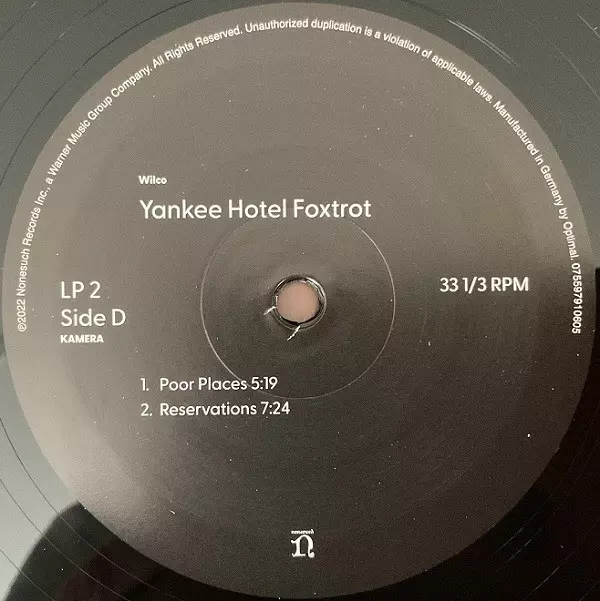 ©2022 Nonesuch Records Inc., a Warner Music Group Company. All Rights Reserved. Unauthorized duplication is a violation of applicable laws. Manufactured in Germany by Optimal. 075597910605
Wilco
Yankee Hotel Foxtrot
LP 2
Side D
KAMERA
33 1/3 RPM
1. Poor Places 5:19
2. Reservations 7:24
nonesuch